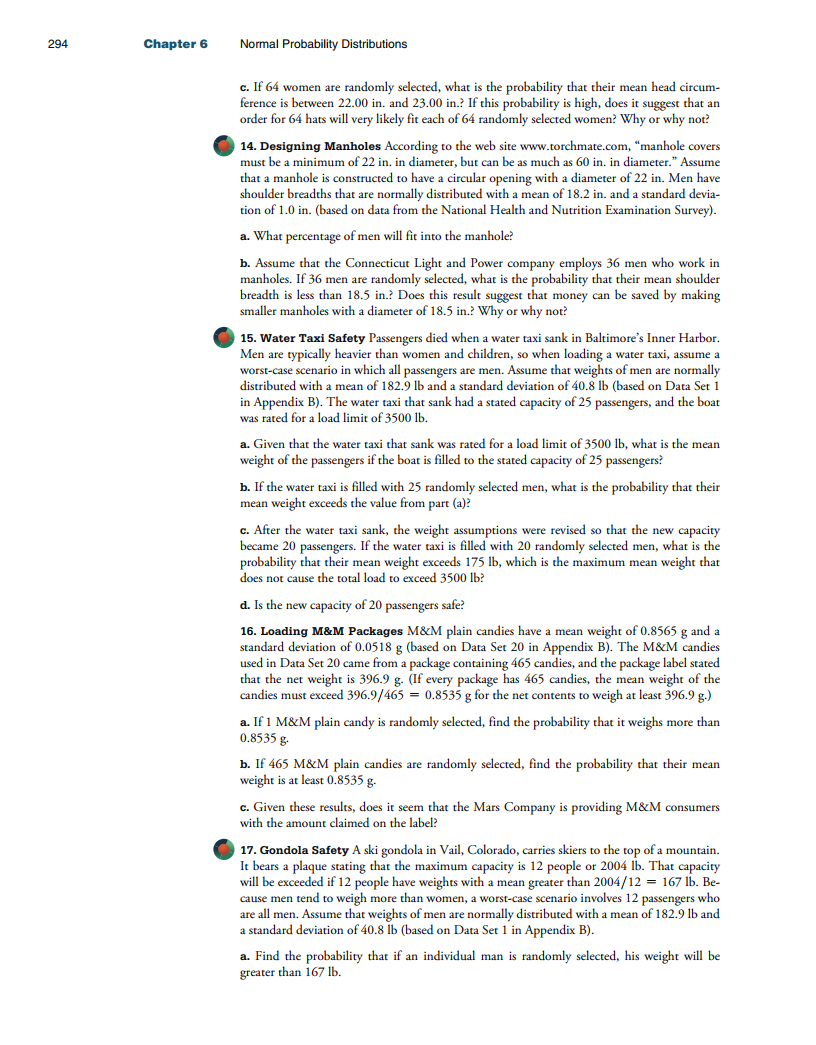 294 Chapter 6 Normal Probability Distributions
c. If 64 women are randomly selected, what is the probability that their mean head circum-
ference is between 22.00 in. and 23.00 in.? If this probability is high, does it suggest that an
order for 64 hats will very likely fit each of 64 randomly selected women? Why or why not?
14. Designing Manholes According to the web site www.torchmate.com, “manhole covers
must be a minimum of 22 in. in diameter, but can be as much as 60 in. in diameter.” Assume
that a manhole is constructed to have a circular opening with a diameter of 22 in. Men have
shoulder breadths that are normally distributed with a mean of 18.2 in. and a standard devia-
tion of 1.0 in. (based on data from the National Health and Nutrition Examination Survey).
a. What percentage of men will fit into the manhole?
b. Assume that the Connecticut Light and Power company employs 36 men who work in
manholes. If 36 men are randomly selected, what is the probability that their mean shoulder
breadth is less than 18.5 in.? Does this result suggest that money can be saved by making
smaller manholes with a diameter of 18.5 in.? Why or why not?
15. Water Taxi Safety Passengers died when a water taxi sank in Baltimore’s Inner Harbor.
Men are typically heavier than women and children, so when loading a water taxi, assume a
worst-case scenario in which all passengers are men. Assume that weights of men are normally
distributed with a mean of 182.9 lb and a standard deviation of 40.8 lb (based on Data Set 1
in Appendix B). The water taxi that sank had a stated capacity of 25 passengers, and the boat
was rated for a load limit of 3500 lb.
a. Given that the water taxi that sank was rated for a load limit of 3500 lb, what is the mean
weight of the passengers if the boat is filled to the stated capacity of 25 passengers?
b. If the water taxi is filled with 25 randomly selected men, what is the probability that their
mean weight exceeds the value from part (a)?
c. After the water taxi sank, the weight assumptions were revised so that the new capacity
became 20 passengers. If the water taxi is filled with 20 randomly selected men, what is the
probability that their mean weight exceeds 175 lb, which is the maximum mean weight that
does not cause the total load to exceed 3500 lb?
d. Is the new capacity of 20 passengers safe?
16. Loading M&M Packages M&M plain candies have a mean weight of 0.8565 g and a
standard deviation of 0.0518 g (based on Data Set 20 in Appendix B). The M&M candies
used in Data Set 20 came from a package containing 465 candies, and the package label stated
that the net weight is 396.9 g. (If every package has 465 candies, the mean weight of the
candies must exceed 396.9/465 = 0.8535 g for the net contents to weigh at least 396.9 g.)
a. If 1 M&M plain candy is randomly selected, find the probability that it weighs more than
0.8535 g.
b. If 465 M&M plain candies are randomly selected, find the probability that their mean
weight is at least 0.8535 g.
c. Given these results, does it seem that the Mars Company is providing M&M consumers
with the amount claimed on the label?
17. Gondola Safety A ski gondola in Vail, Colorado, carries skiers to the top of a mountain.
It bears a plaque stating that the maximum capacity is 12 people or 2004 lb. That capacity
will be exceeded if 12 people have weights with a mean greater than 2004/12 = 167 lb. Be-
cause men tend to weigh more than women, a worst-case scenario involves 12 passengers who
are all men. Assume that weights of men are normally distributed with a mean of 182.9 lb and
a standard deviation of 40.8 lb (based on Data Set 1 in Appendix B).
a. Find the probability that if an individual man is randomly selected, his weight will be
greater than 167 lb.